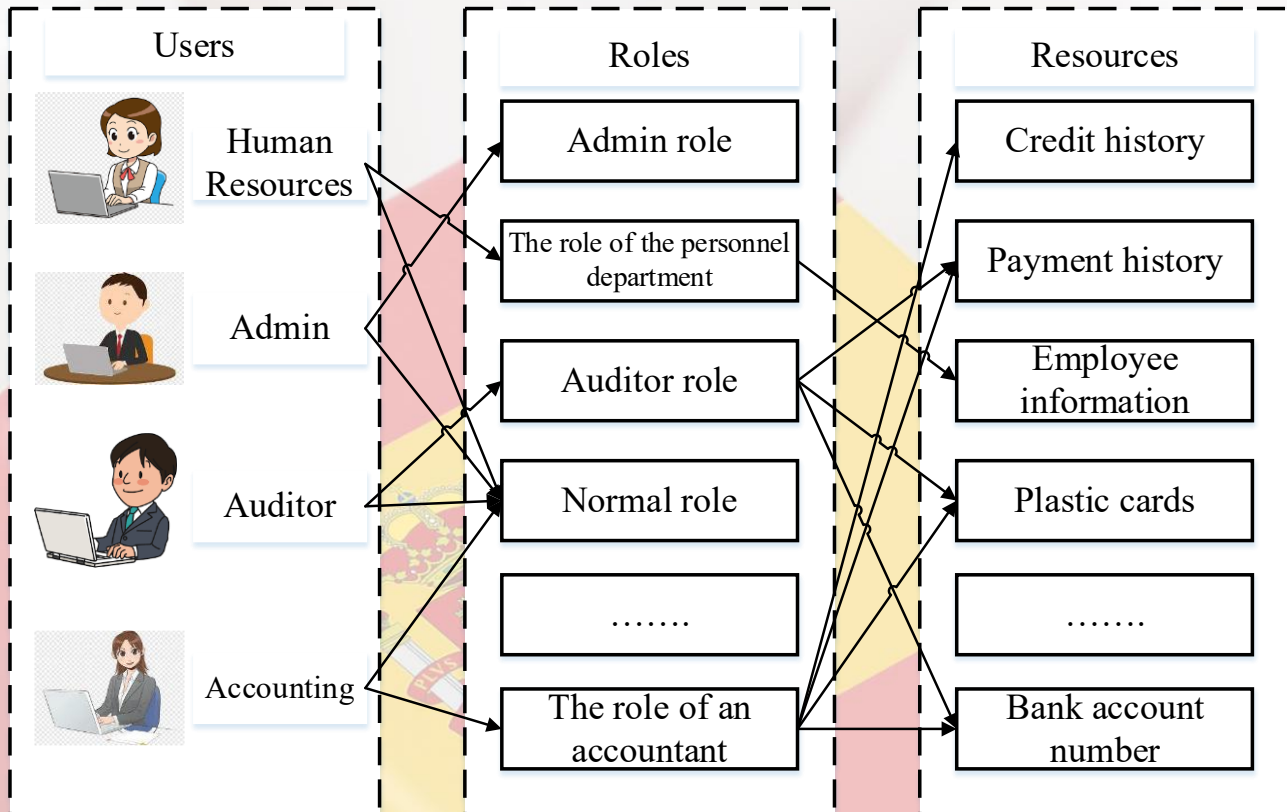 Users
Human
Resources
Admin
Auditor
Accounting
Roles
Admin role
The role of the personnel
department
Auditor role
Normal role
.......
The role of an
accountant
Resources
Credit history
Payment history
Employee
information
Plastic cards
.......
Bank account
number
PLVS